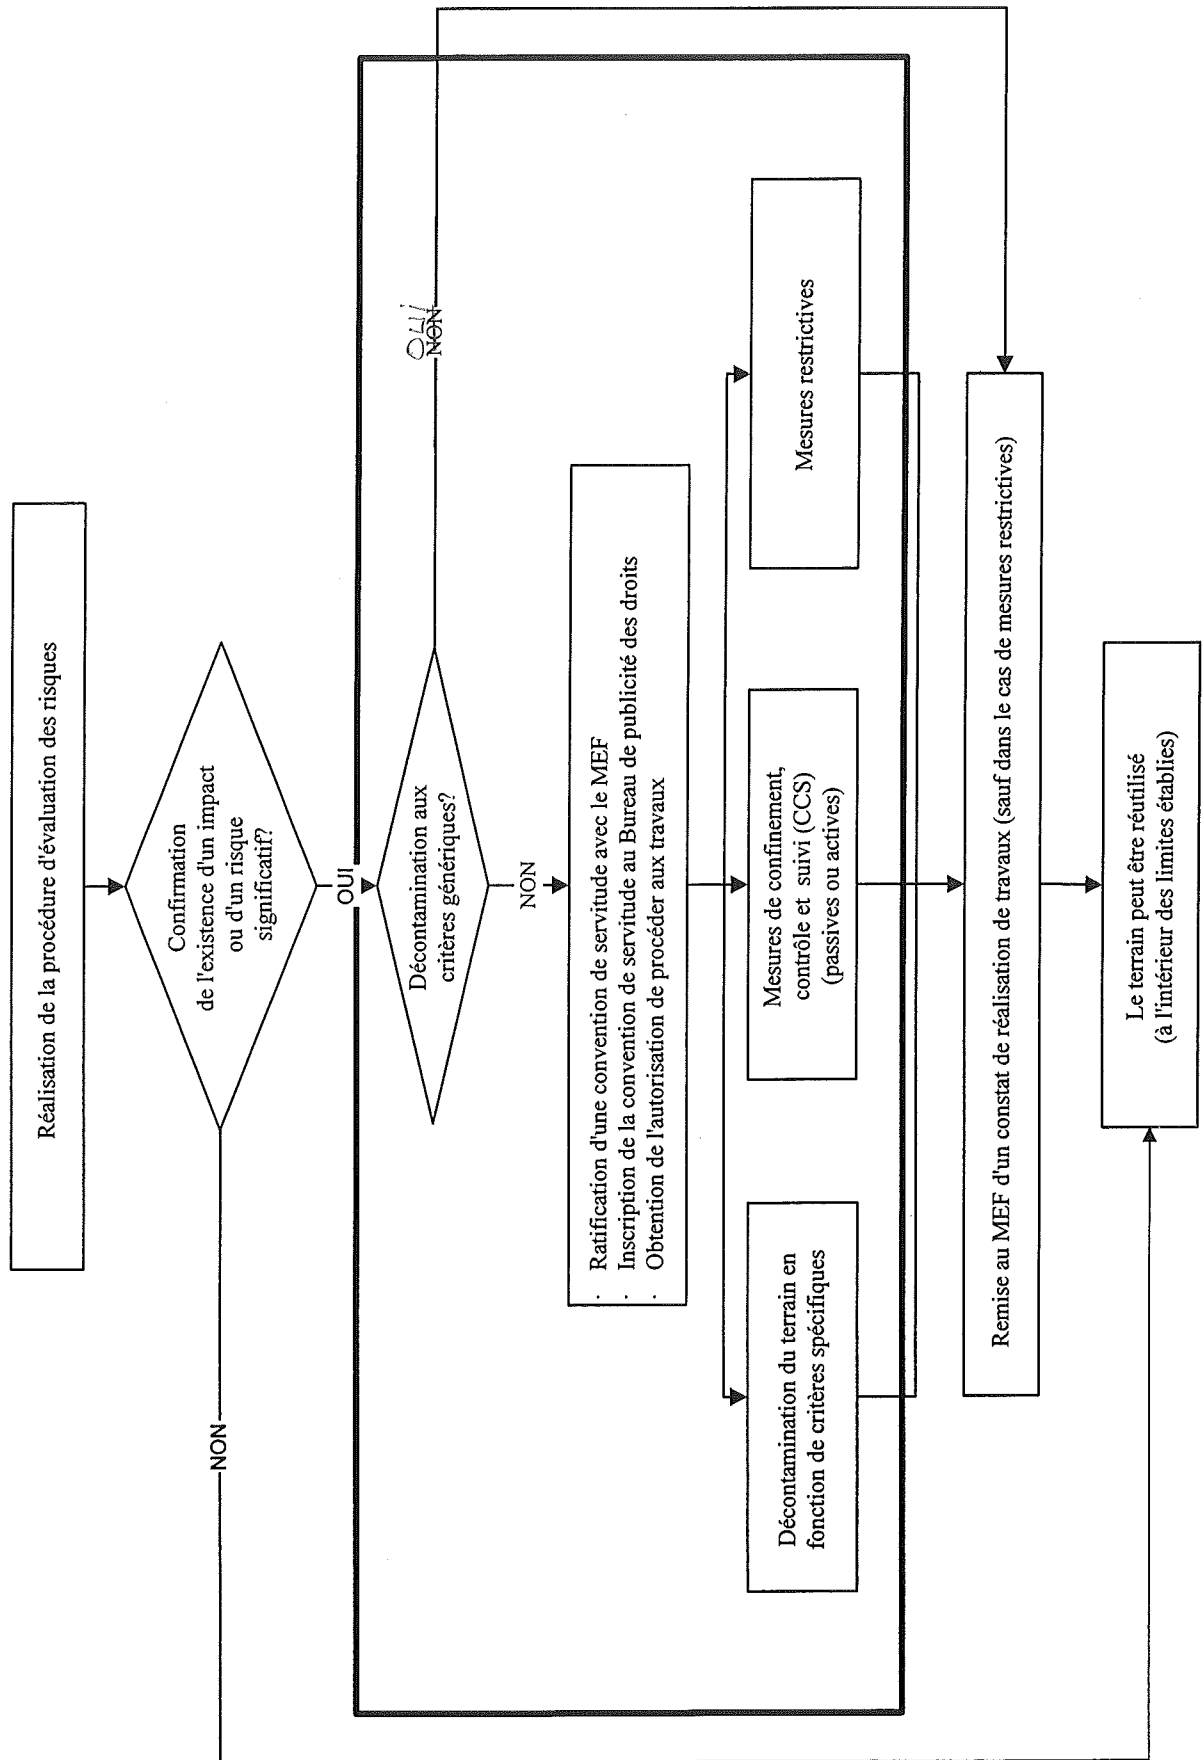 Réalisation de la procédure d'évaluation des risques
Confirmation
de l'existence d'un impact
ou d'un risque
significatif?
NON
OUI
Décontamination aux
critères génériques?
OUI
NON
NON
· Ratification d'une convention de servitude avec le MEF
· Inscription de la convention de servitude au Bureau de publicité des droits
· Obtention de l'autorisation de procéder aux travaux
Décontamination du terrain en
fonction de critères spécifiques
Mesures de confinement,
contrôle et suivi (CCS)
(passives ou actives)
Mesures restrictives
Remise au MEF d'un constat de réalisation de travaux (sauf dans le cas de mesures restrictives)
Le terrain peut être réutilisé
(à l'intérieur des limites établies)